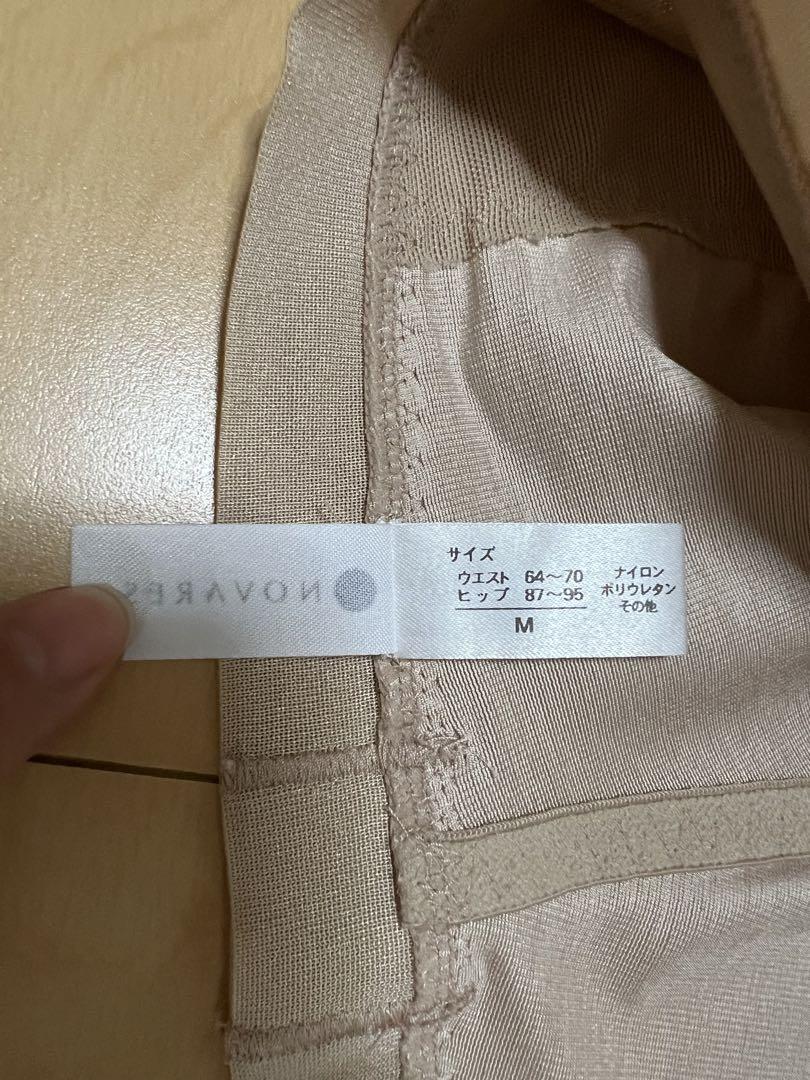 NOVARES
サイズ
ウエスト 64～70
ヒップ 87～95
M
ナイロン
ポリウレタン
その他